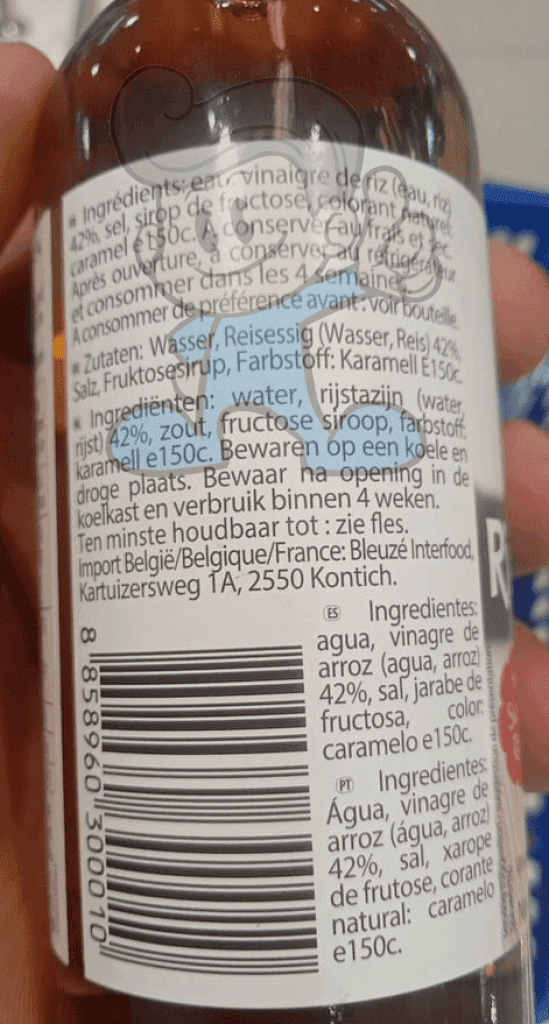 Ingrédients: eau, vinaigre de riz (eau, riz)
42%, sel, sirop de fructose, colorant naturel:
caramel e150c. A conserver au frais et sec.
Après ouverture, à conserver au réfrigérateur
et consommer dans les 4 semaines.
A consommer de préférence avant: voir bouteille.
Zutaten: Wasser, Reisessig (Wasser, Reis) 42%,
Salz, Fruktosesirup, Farbstoff: Karamell E150c
Ingrediënten: water, rijstazijn (water,
rijst) 42%, zout, fructose siroop, farbstoff:
karamell e150c. Bewaren op een koele en
droge plaats. Bewaar na opening in de
koelkast en verbruik binnen 4 weken.
Ten minste houdbaar tot : zie fles.
Import België/Belgique/France: Bleuzé Interfood,
Kartuizersweg 1A, 2550 Kontich.
ES Ingredientes:
agua, vinagre de
arroz (agua, arroz)
42%, sal, jarabe de
fructosa, color:
caramelo e150c.
PT Ingredientes:
Água, vinagre de
arroz (água, arroz)
42%, sal, xarope
de frutose, corante
natural: caramelo
e150c.
8 858960 300010
R